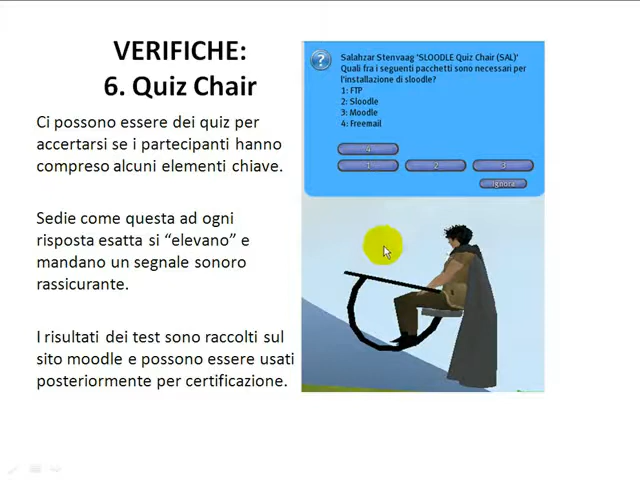 VERIFICHE:
6. Quiz Chair
Ci possono essere dei quiz per
accertarsi se i partecipanti hanno
compreso alcuni elementi chiave.
Sedie come questa ad ogni
risposta esatta si “elevano” e
mandano un segnale sonoro
rassicurante.
I risultati dei test sono raccolti sul
sito moodle e possono essere usati
posteriormente per certificazione.
?
Salahzar Stenvaag 'SLOODLE Quiz Chair (SAL)'
Quali fra i seguenti pacchetti sono necessari per
l'installazione di sloodle?
1: FTP
2: Sloodle
3: Moodle
4: Freemail
4
1 2 3
Ignora